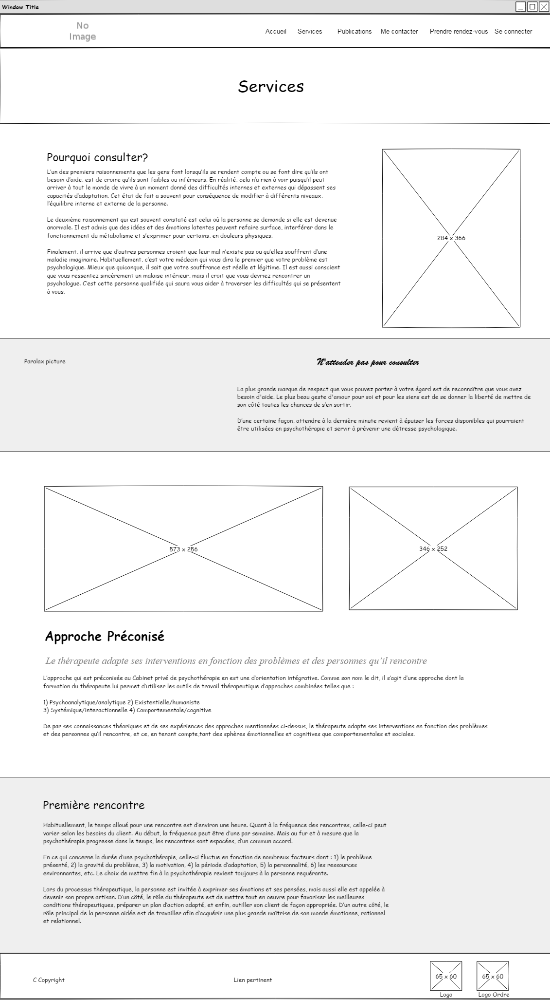 Window Title
No
Image
Accueil Services Publications Me contacter Prendre rendez-vous Se connecter
Services
Pourquoi consulter?
L'un des premiers raisonnements que les gens font lorsqu'ils se rendent compte ou se font dire qu'ils ont
besoin d'aide, est de croire qu'ils sont faibles ou inférieurs. En réalité, cela n'a rien à voir puisqu'il peut
arriver à tout le monde de vivre à un moment donné des difficultés internes et externes qui dépassent ses
capacités d'adaptation. Cet état de fait a souvent pour conséquence de modifier à différents niveaux,
l'équilibre interne et externe de la personne.
Le deuxième raisonnement qui est souvent constaté est celui où la personne se demande si elle est devenue
anormale. Il est admis que des idées et des émotions latentes peuvent refaire surface, interférer dans le
fonctionnement du métabolisme et s'exprimer pour certains, en douleurs physiques.
Finalement, il arrive que d'autres personnes croient que leur mal n'existe pas ou qu'elles souffrent d'une
maladie imaginaire. Habituellement, c'est votre médecin qui vous dira le premier que votre problème est
psychologique. Mieux que quiconque, il sait que votre souffrance est réelle et légitime. Il est aussi conscient
que vous ressentez sincèrement un malaise intérieur, mais il croit que vous devriez rencontrer un
psychologue. C'est cette personne qualifiée qui saura vous aider à traverser les difficultés qui se présentent
à vous.
284 x 366
Paralax picture
N'attender pas pour consulter
La plus grande marque de respect que vous pouvez porter à votre égard est de reconnaître que vous avez
besoin d'aide. Le plus beau geste d'amour pour soi et pour les siens est de se donner la liberté de mettre de
son côté toutes les chances de s'en sortir.
D'une certaine façon, attendre à la dernière minute revient à épuiser les forces disponibles qui pourraient
être utilisées en psychothérapie et servir à prévenir une détresse psychologique.
573 x 256
346 x 252
Approche Préconisé
Le thérapeute adapte ses interventions en fonction des problèmes et des personnes qu'il rencontre
L'approche qui est préconisée au Cabinet privé de psychothérapie en est une d'orientation intégrative. Comme son nom le dit, il s'agit d'une approche dont la
formation du thérapeute lui permet d'utiliser les outils de travail thérapeutique d'approches combinées telles que :
1) Psychoanalytique/analytique 2) Existentielle/humaniste
3) Systémique/interactionnelle 4) Comportementale/cognitive
De par ses connaissances théoriques et de ses expériences des approches mentionnées ci-dessus, le thérapeute adapte ses interventions en fonction des problèmes
et des personnes qu'il rencontre, et ce, en tenant compte,tant des sphères émotionnelles et cognitives que comportementales et sociales.
Première rencontre
Habituellement, le temps alloué pour une rencontre est d'environ une heure. Quant à la fréquence des rencontres, celle-ci peut
varier selon les besoins du client. Au début, la fréquence peut être d'une par semaine. Mais au fur et à mesure que la
psychothérapie progresse dans le temps, les rencontres sont espacées, d'un commun accord.
En ce qui concerne la durée d'une psychothérapie, celle-ci fluctue en fonction de nombreux facteurs dont : 1) le problème
présenté, 2) la gravité du problème, 3) la motivation, 4) la période d'adaptation, 5) la personnalité, 6) les ressources
environnantes, etc. Le choix de mettre fin à la psychothérapie revient toujours à la personne requérante.
Lors du processus thérapeutique, la personne est invitée à exprimer ses émotions et ses pensées, mais aussi elle est appelée à
devenir son propre artisan. D'un côté, le rôle du thérapeute est de mettre tout en oeuvre pour favoriser les meilleures
conditions thérapeutiques, préparer un plan d'action adapté, et enfin, outiller son client de façon appropriée. D'un autre côté, le
rôle principal de la personne aidée est de travailler afin d'acquérir une plus grande maîtrise de son monde émotionne, rationnel
et relationnel.
C Copyright
Lien pertinent
65 x 60 65 x 60
Logo Logo Ordre